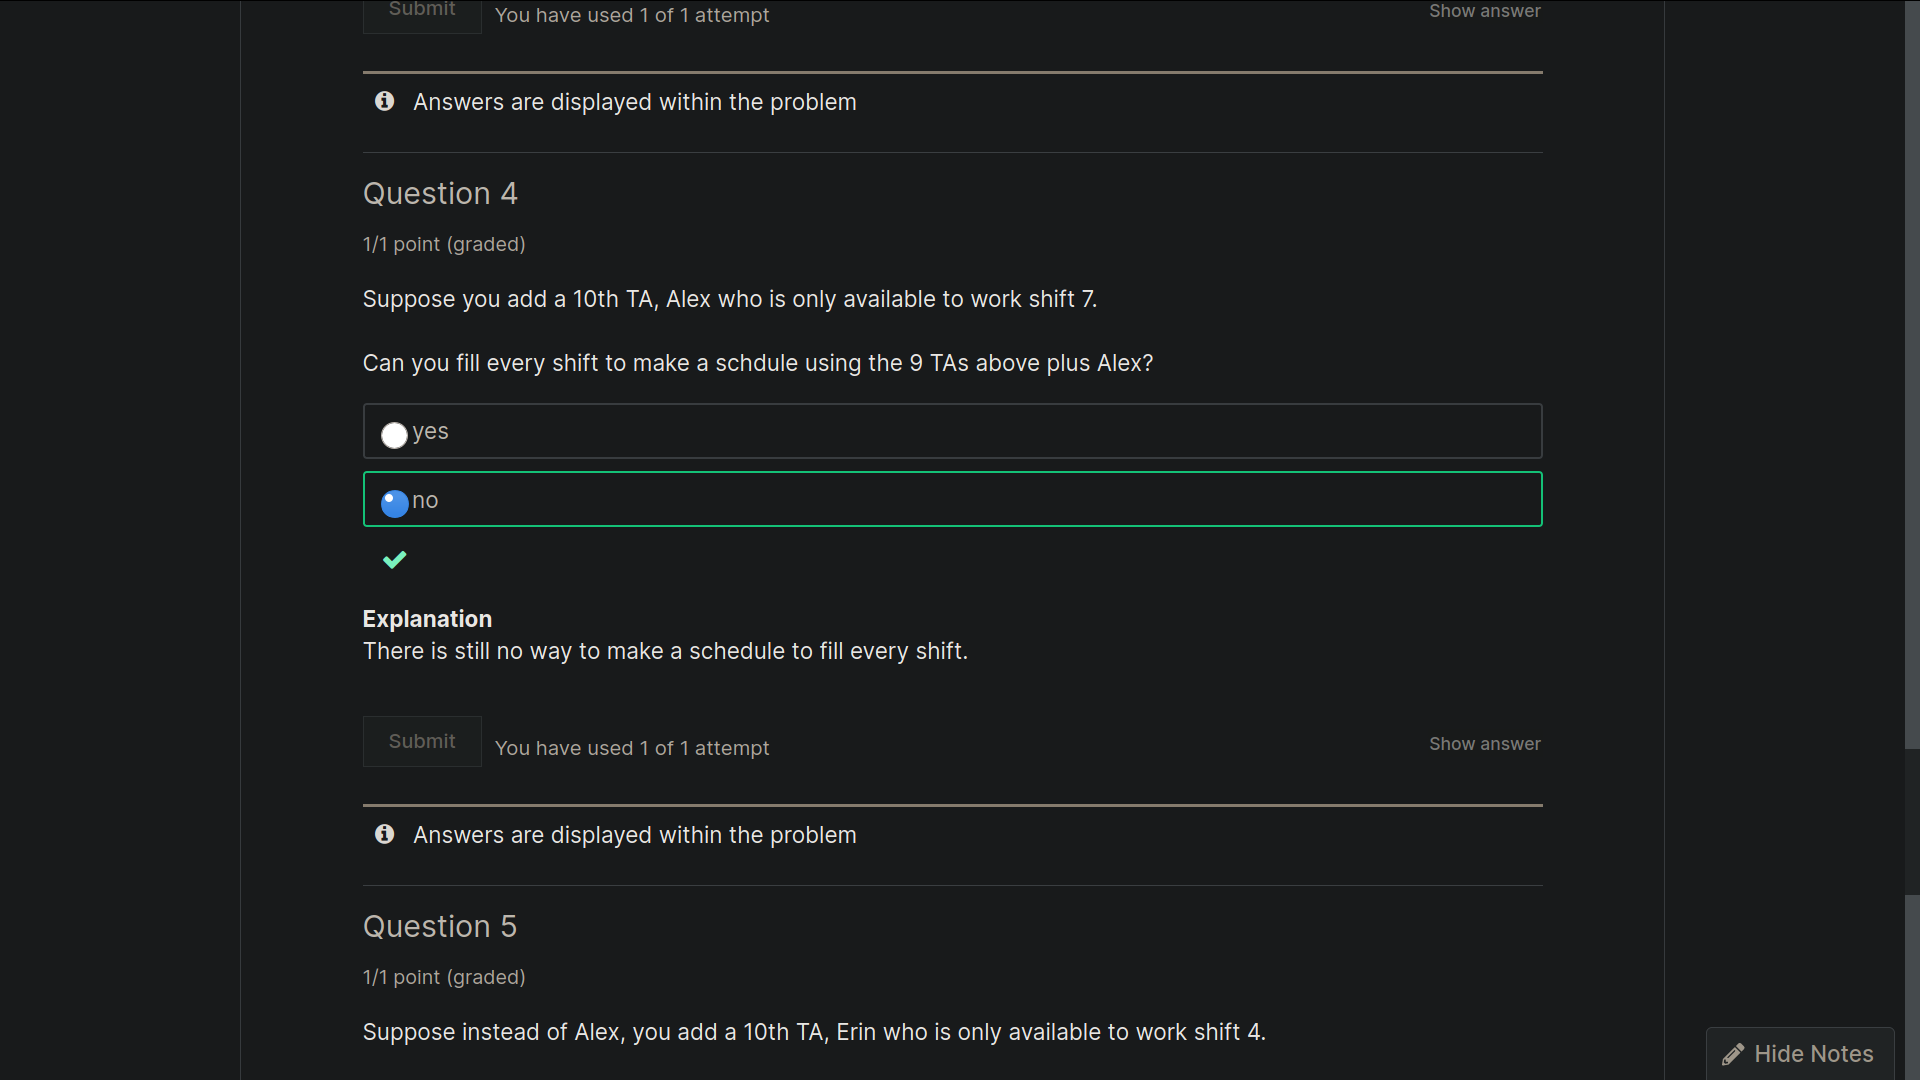 Submit
You have used 1 of 1 attempt
Show answer
Answers are displayed within the problem
Question 4
1/1 point (graded)
Suppose you add a 10th TA, Alex who is only available to work shift 7.
Can you fill every shift to make a schdule using the 9 TAs above plus Alex?
yes
no
Explanation
There is still no way to make a schedule to fill every shift.
Submit
You have used 1 of 1 attempt
Show answer
Answers are displayed within the problem
Question 5
1/1 point (graded)
Suppose instead of Alex, you add a 10th TA, Erin who is only available to work shift 4.
Hide Notes